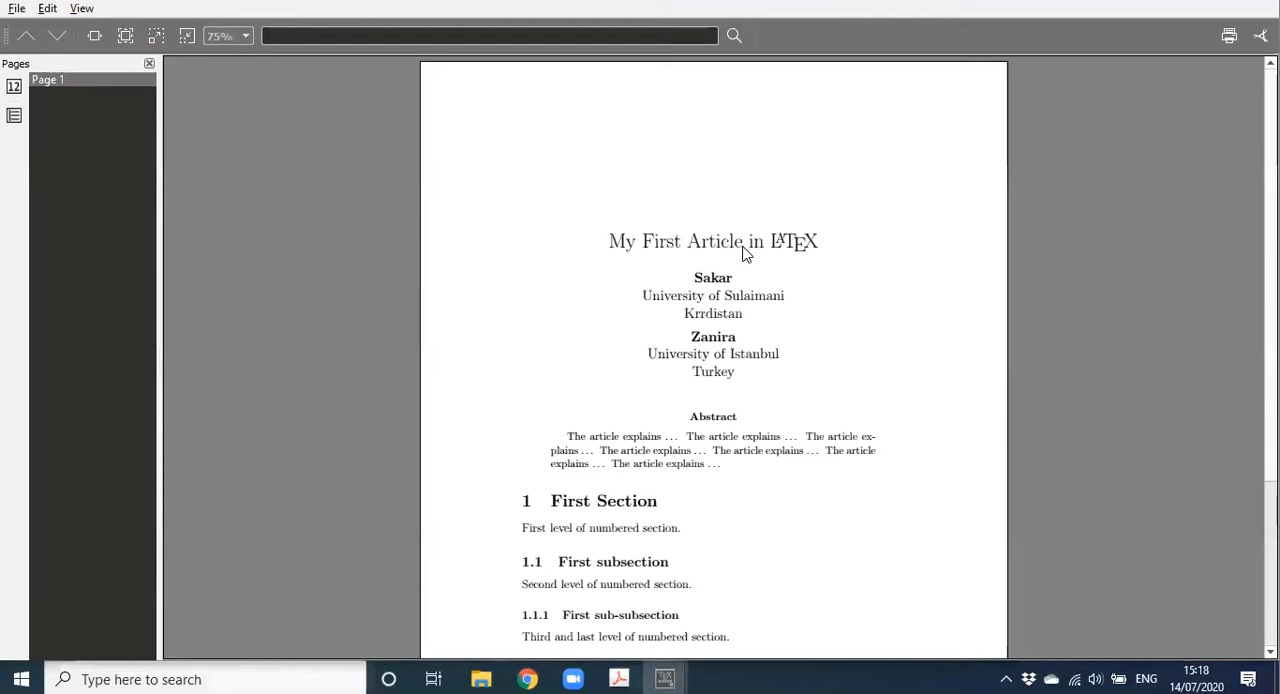 File Edit View
75%
Pages
Page 1
12
My First Article in LATEX
Sakar
University of Sulaimani
Krrdistan
Zanira
University of Istanbul
Turkey
Abstract
The article explains ... The article explains ... The article ex-
plains ... The article explains ... The article explains ... The article
explains ... The article explains ...
1 First Section
First level of numbered section.
1.1 First subsection
Second level of numbered section.
1.1.1 First sub-subsection
Third and last level of numbered section.
Type here to search
ENG
15:18
14/07/2020